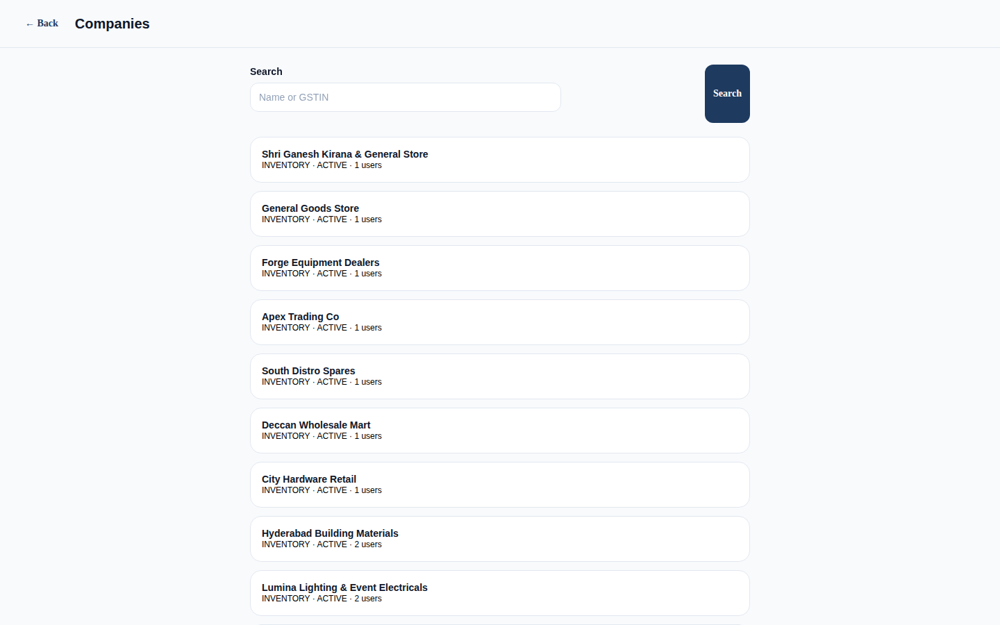 ← Back
Companies
Search
Name or GSTIN
Search
Shri Ganesh Kirana & General Store
INVENTORY · ACTIVE · 1 users
General Goods Store
INVENTORY · ACTIVE · 1 users
Forge Equipment Dealers
INVENTORY · ACTIVE · 1 users
Apex Trading Co
INVENTORY · ACTIVE · 1 users
South Distro Spares
INVENTORY · ACTIVE · 1 users
Deccan Wholesale Mart
INVENTORY · ACTIVE · 1 users
City Hardware Retail
INVENTORY · ACTIVE · 1 users
Hyderabad Building Materials
INVENTORY · ACTIVE · 2 users
Lumina Lighting & Event Electricals
INVENTORY · ACTIVE · 2 users